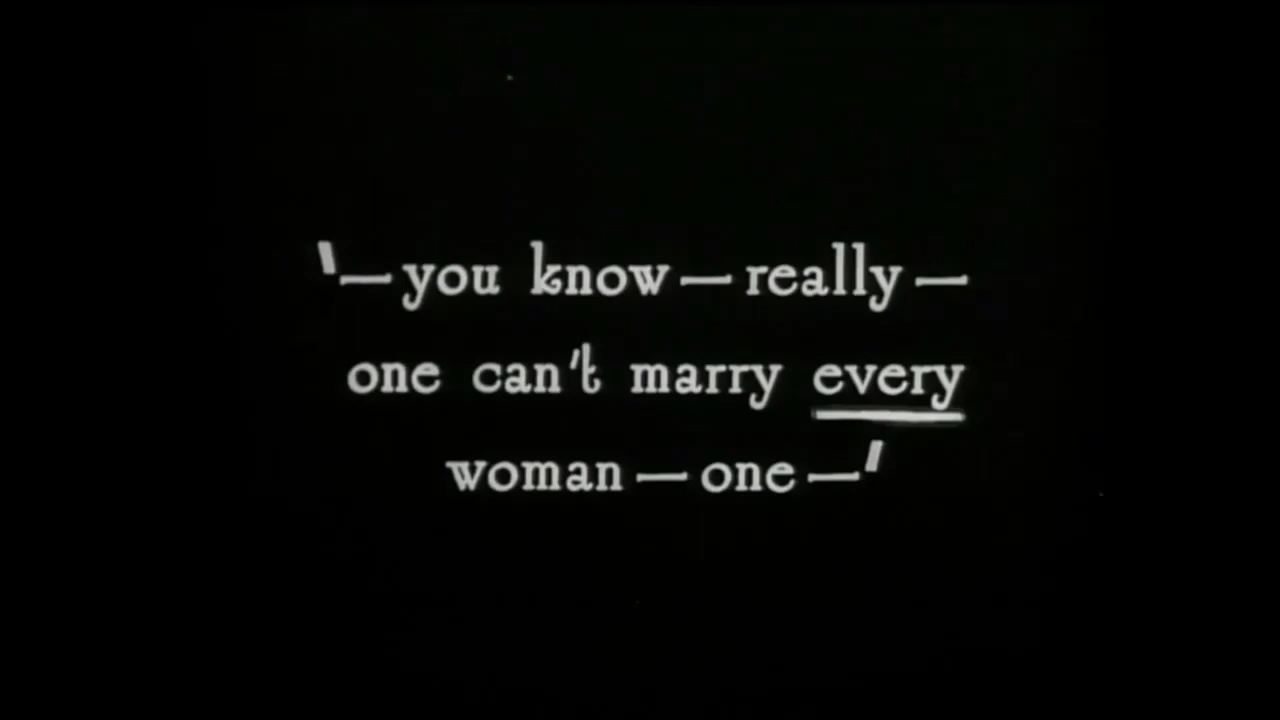 '—you know—really—
one can't marry every
woman—one—'